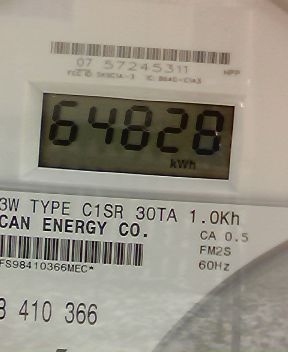 07 57245311
NPP
64828
kWh
3W TYPE C1SR 30TA 1.0Kh
CAN ENERGY CO.
CA 0.5
FM2S
60Hz
FS98410366MEC*
410 366